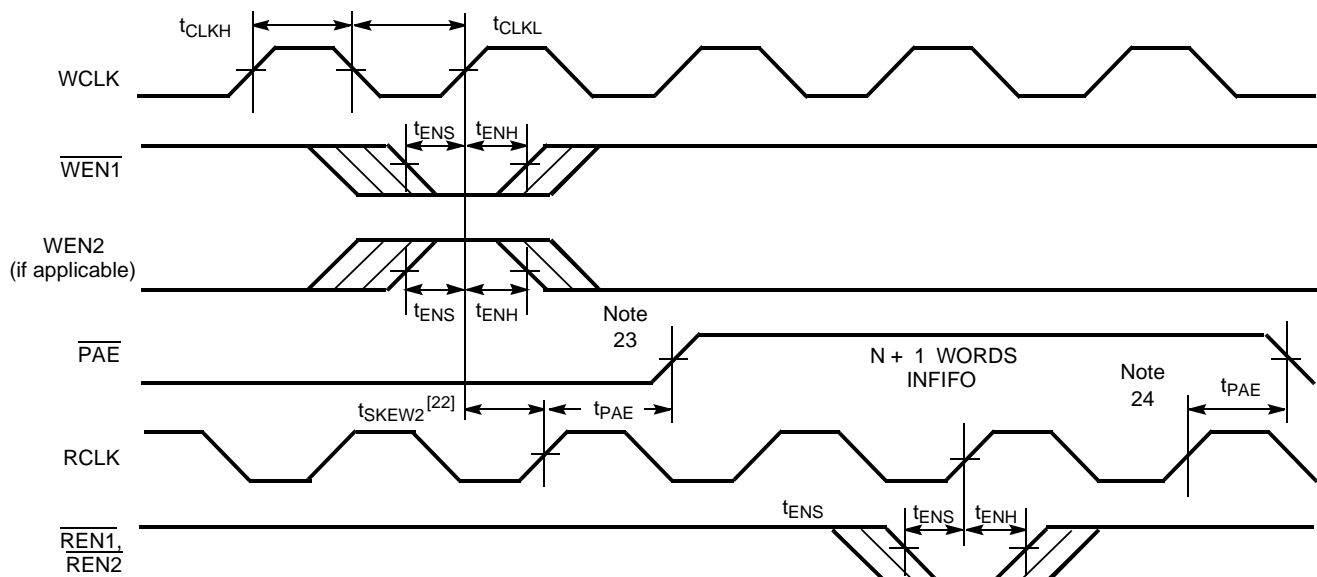 tCLKH
tCLKL
WCLK
tENS
tENH
WEN1
WEN2
(if applicable)
tENS
tENH
Note
23
PAE
N + 1 WORDS
INFIFO
Note
24
tSKEW2 [22]
tPAE
tPAE
RCLK
tENS
tENS
tENH
REN1,
REN2